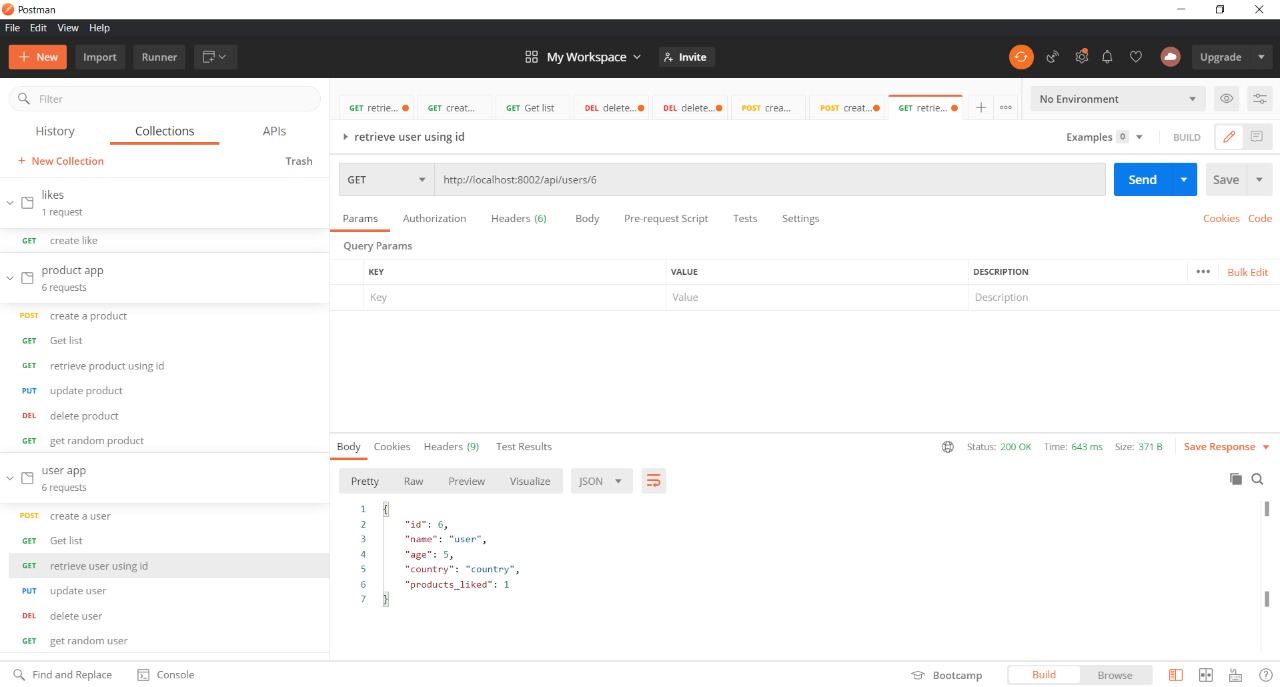 Postman
File Edit View Help
+ New Import Runner My Workspace Invite Upgrade
Filter
History Collections APIs
+ New Collection Trash
likes
1 request
GET create like
product app
6 requests
POST create a product
GET Get list
GET retrieve product using id
PUT update product
DEL delete product
GET get random product
user app
6 requests
POST create a user
GET Get list
GET retrieve user using id
PUT update user
DEL delete user
GET get random user
GET retrie... GET creat... GET Get list DEL delete... DEL delete... POST crea... POST creat... GET retrie... + ooo No Environment
retrieve user using id Examples 0 BUILD
GET http://localhost:8002/api/users/6 Send Save
Params Authorization Headers (6) Body Pre-request Script Tests Settings Cookies Code
Query Params
KEY VALUE DESCRIPTION ••• Bulk Edit
Key Value Description
Body Cookies Headers (9) Test Results Status: 200 OK Time: 643 ms Size: 371 B Save Response
Pretty Raw Preview Visualize JSON
1 {
2 "id": 6,
3 "name": "user",
4 "age": 5,
5 "country": "country",
6 "products_liked": 1
7 }
Find and Replace Console Bootcamp Build Browse